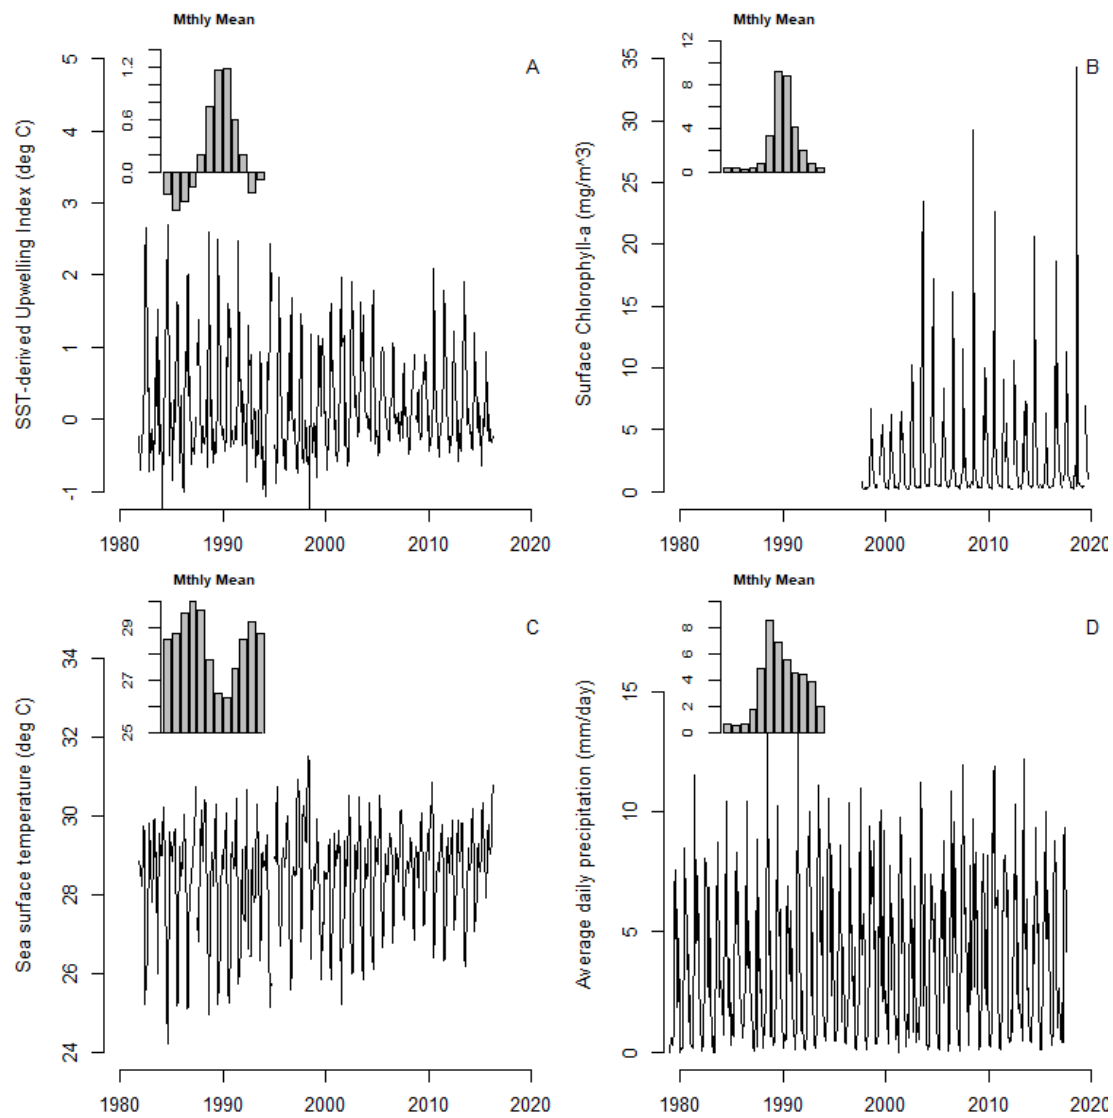 Mthly Mean
A
SST-derived Upwelling Index (deg C)
5
4
3
2
1
0
-1
1.2
0.6
0.0
1980 1990 2000 2010 2020
Mthly Mean
B
Surface Chlorophyll-a (mg/m^3)
35
30
25
20
15
10
5
0
12
8
4
0
1980 1990 2000 2010 2020
Mthly Mean
C
Sea surface temperature (deg C)
34
32
30
28
26
24
29
27
25
1980 1990 2000 2010 2020
Mthly Mean
D
Average daily precipitation (mm/day)
15
10
5
0
8
6
4
2
0
1980 1990 2000 2010 2020